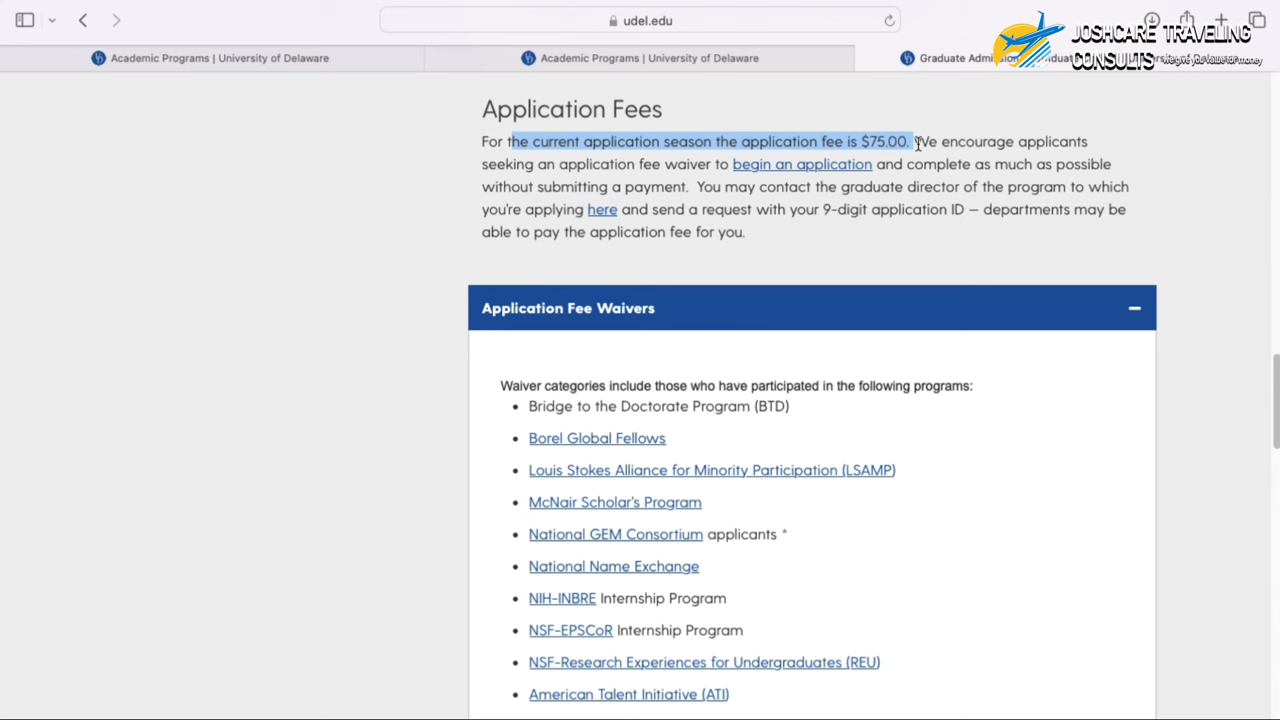 udel.edu
JOSHCARE TRAVELING
CONSULTS we give you value for money
Academic Programs | University of Delaware
Academic Programs | University of Delaware
Graduate Admis
Application Fees
For the current application season the application fee is $75.00. We encourage applicants
seeking an application fee waiver to begin an application and complete as much as possible
without submitting a payment. You may contact the graduate director of the program to which
you're applying here and send a request with your 9-digit application ID – departments may be
able to pay the application fee for you.
Application Fee Waivers
Waiver categories include those who have participated in the following programs:
• Bridge to the Doctorate Program (BTD)
• Borel Global Fellows
• Louis Stokes Alliance for Minority Participation (LSAMP)
• McNair Scholar's Program
• National GEM Consortium applicants *
• National Name Exchange
• NIH-INBRE Internship Program
• NSF-EPSCoR Internship Program
• NSF-Research Experiences for Undergraduates (REU)
• American Talent Initiative (ATI)